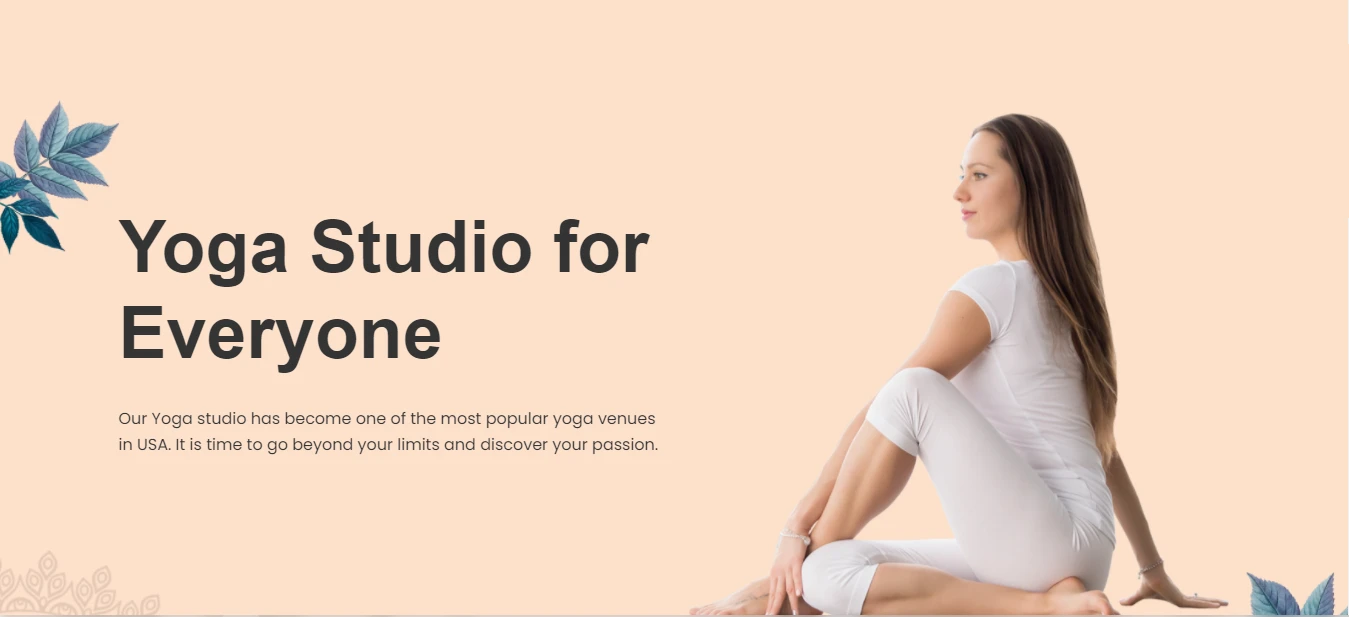 Yoga Studio for
Everyone
Our Yoga studio has become one of the most popular yoga venues
in USA. It is time to go beyond your limits and discover your passion.